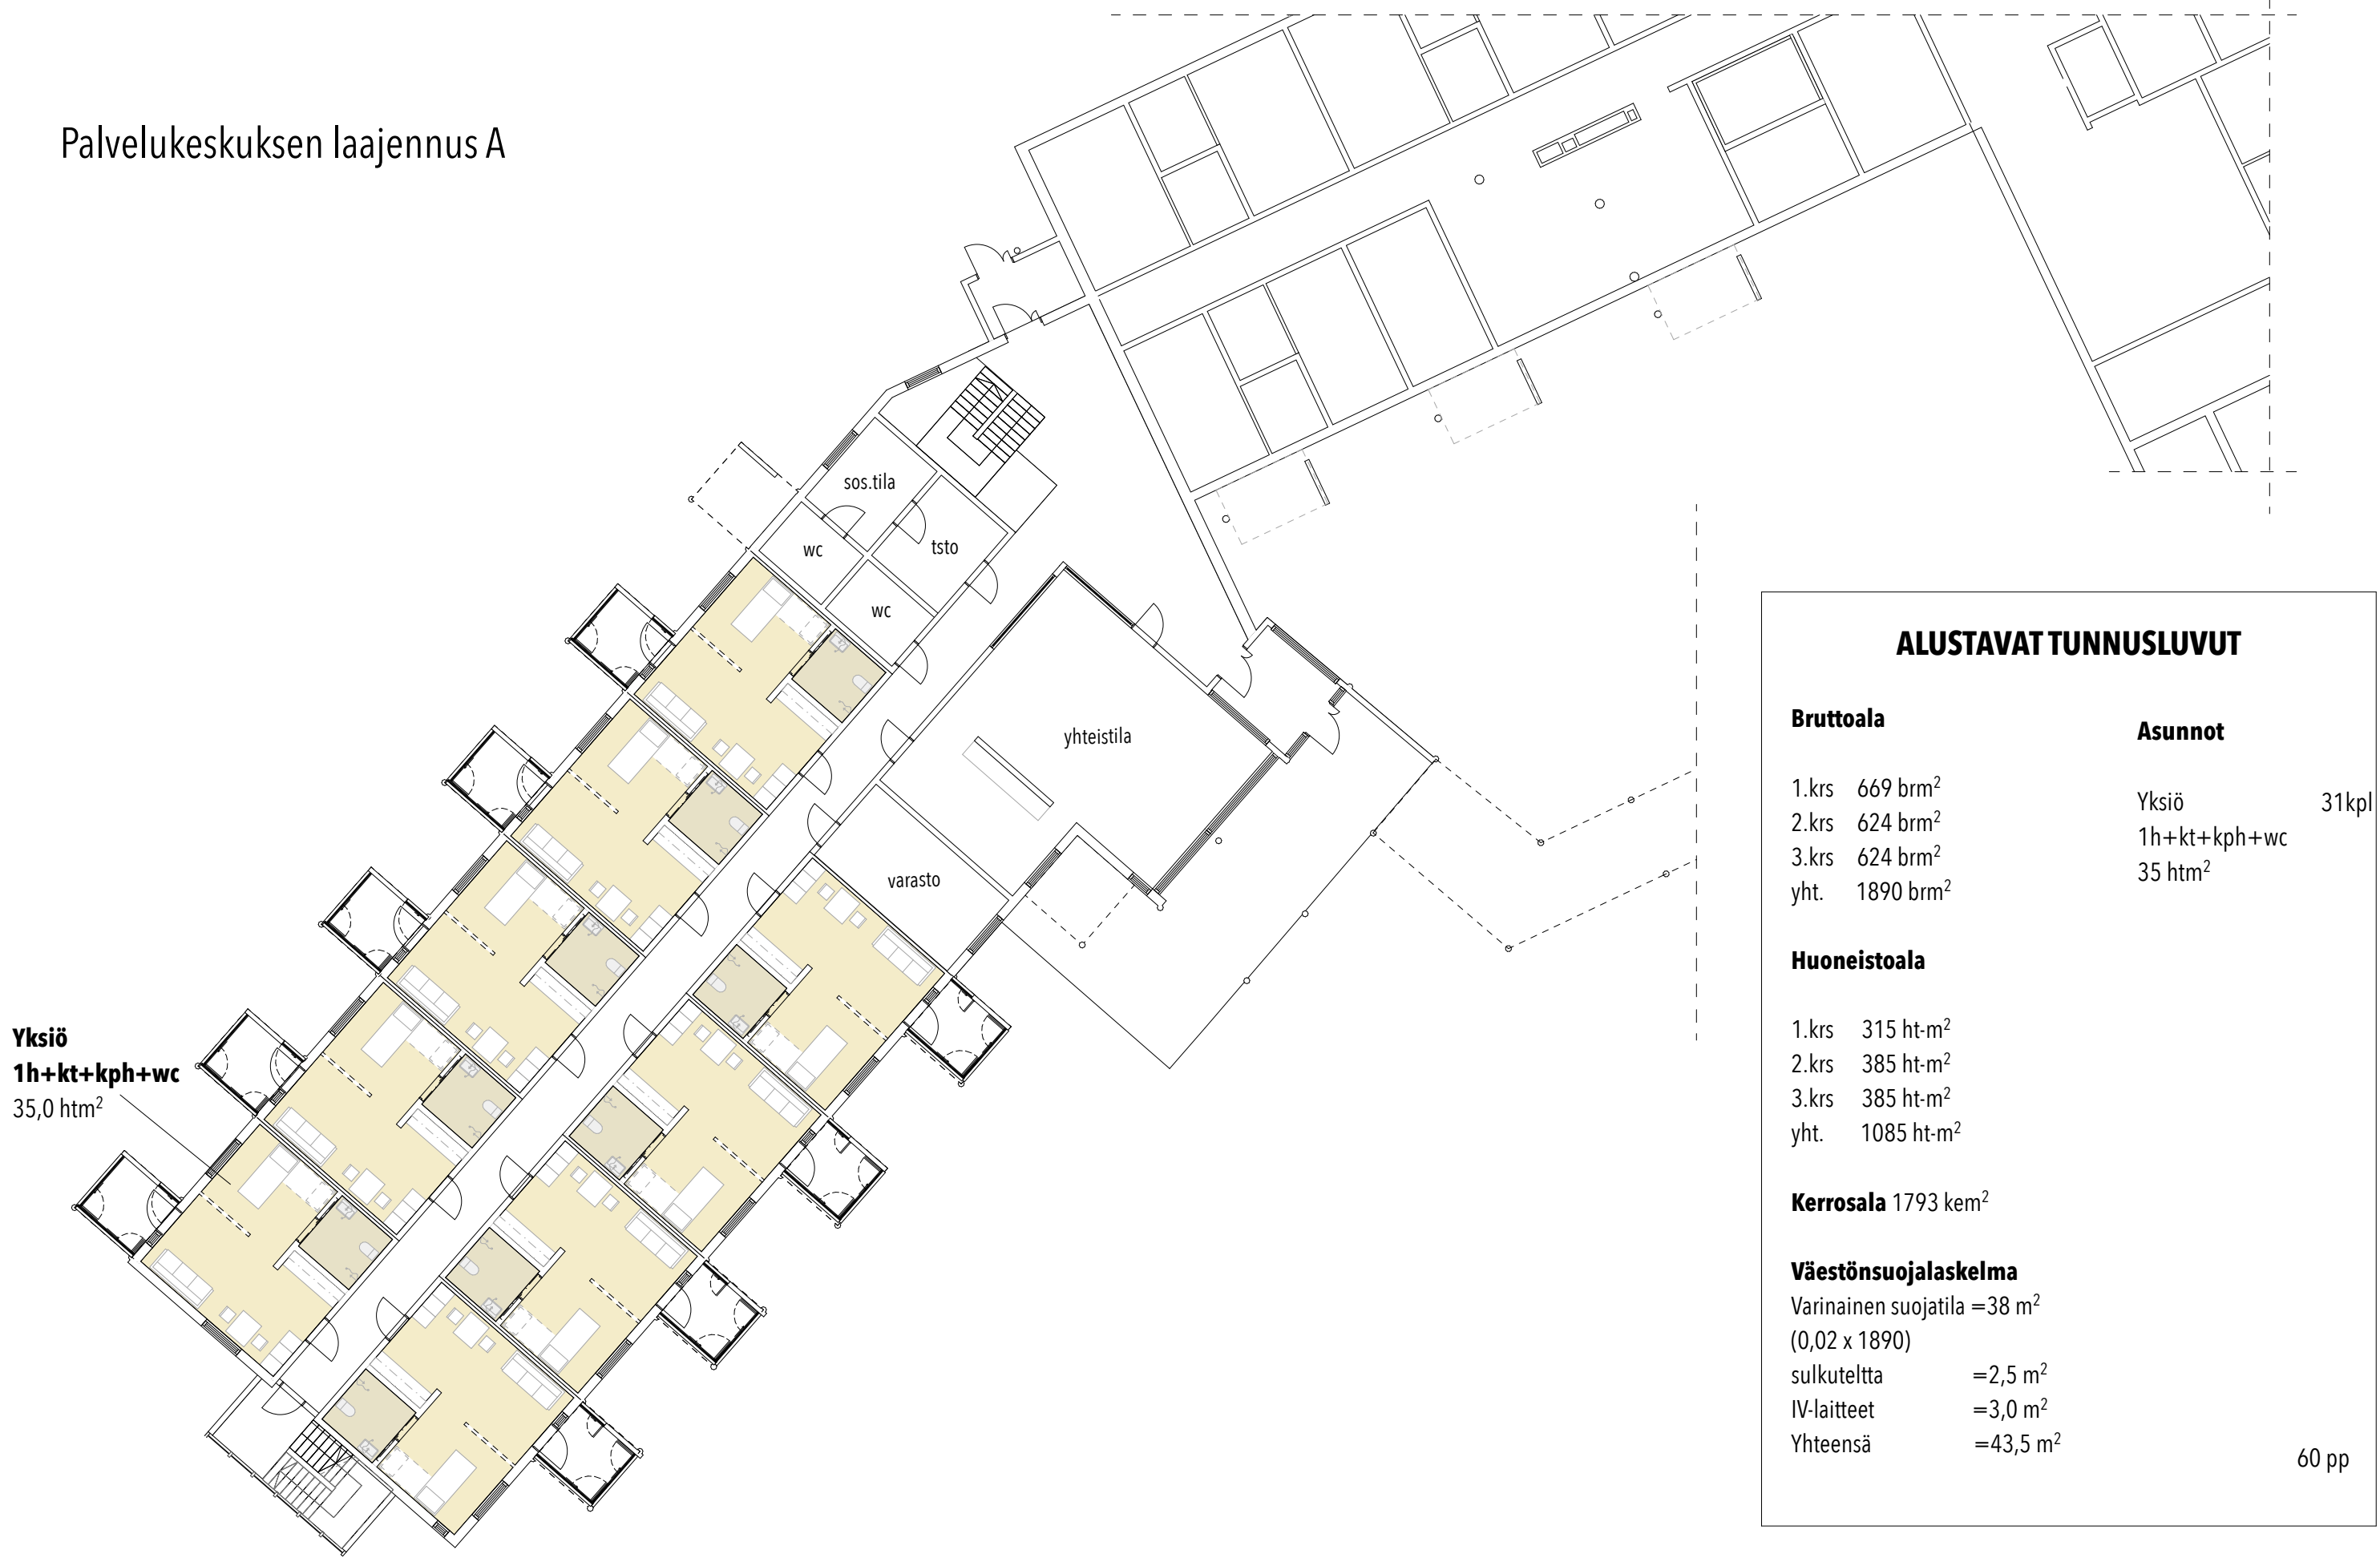 Palvelukeskuksen laajennus A
sos.tila
wc
tsto
wc
yhteistila
varasto
Yksiö
1h+kt+kph+wc
35,0 htm²
ALUSTAVAT TUNNUSLUVUT
Bruttoala
1.krs 669 brm²
2.krs 624 brm²
3.krs 624 brm²
yht. 1890 brm²
Asunnot
Yksiö 31kpl
1h+kt+kph+wc
35 htm²
Huoneistoala
1.krs 315 ht-m²
2.krs 385 ht-m²
3.krs 385 ht-m²
yht. 1085 ht-m²
Kerrosala 1793 kem²
Väestönsuojalaskelma
Varinainen suojatila =38 m²
(0,02 x 1890)
sulkuteltta =2,5 m²
IV-laitteet =3,0 m²
Yhteensä =43,5 m²
60 pp